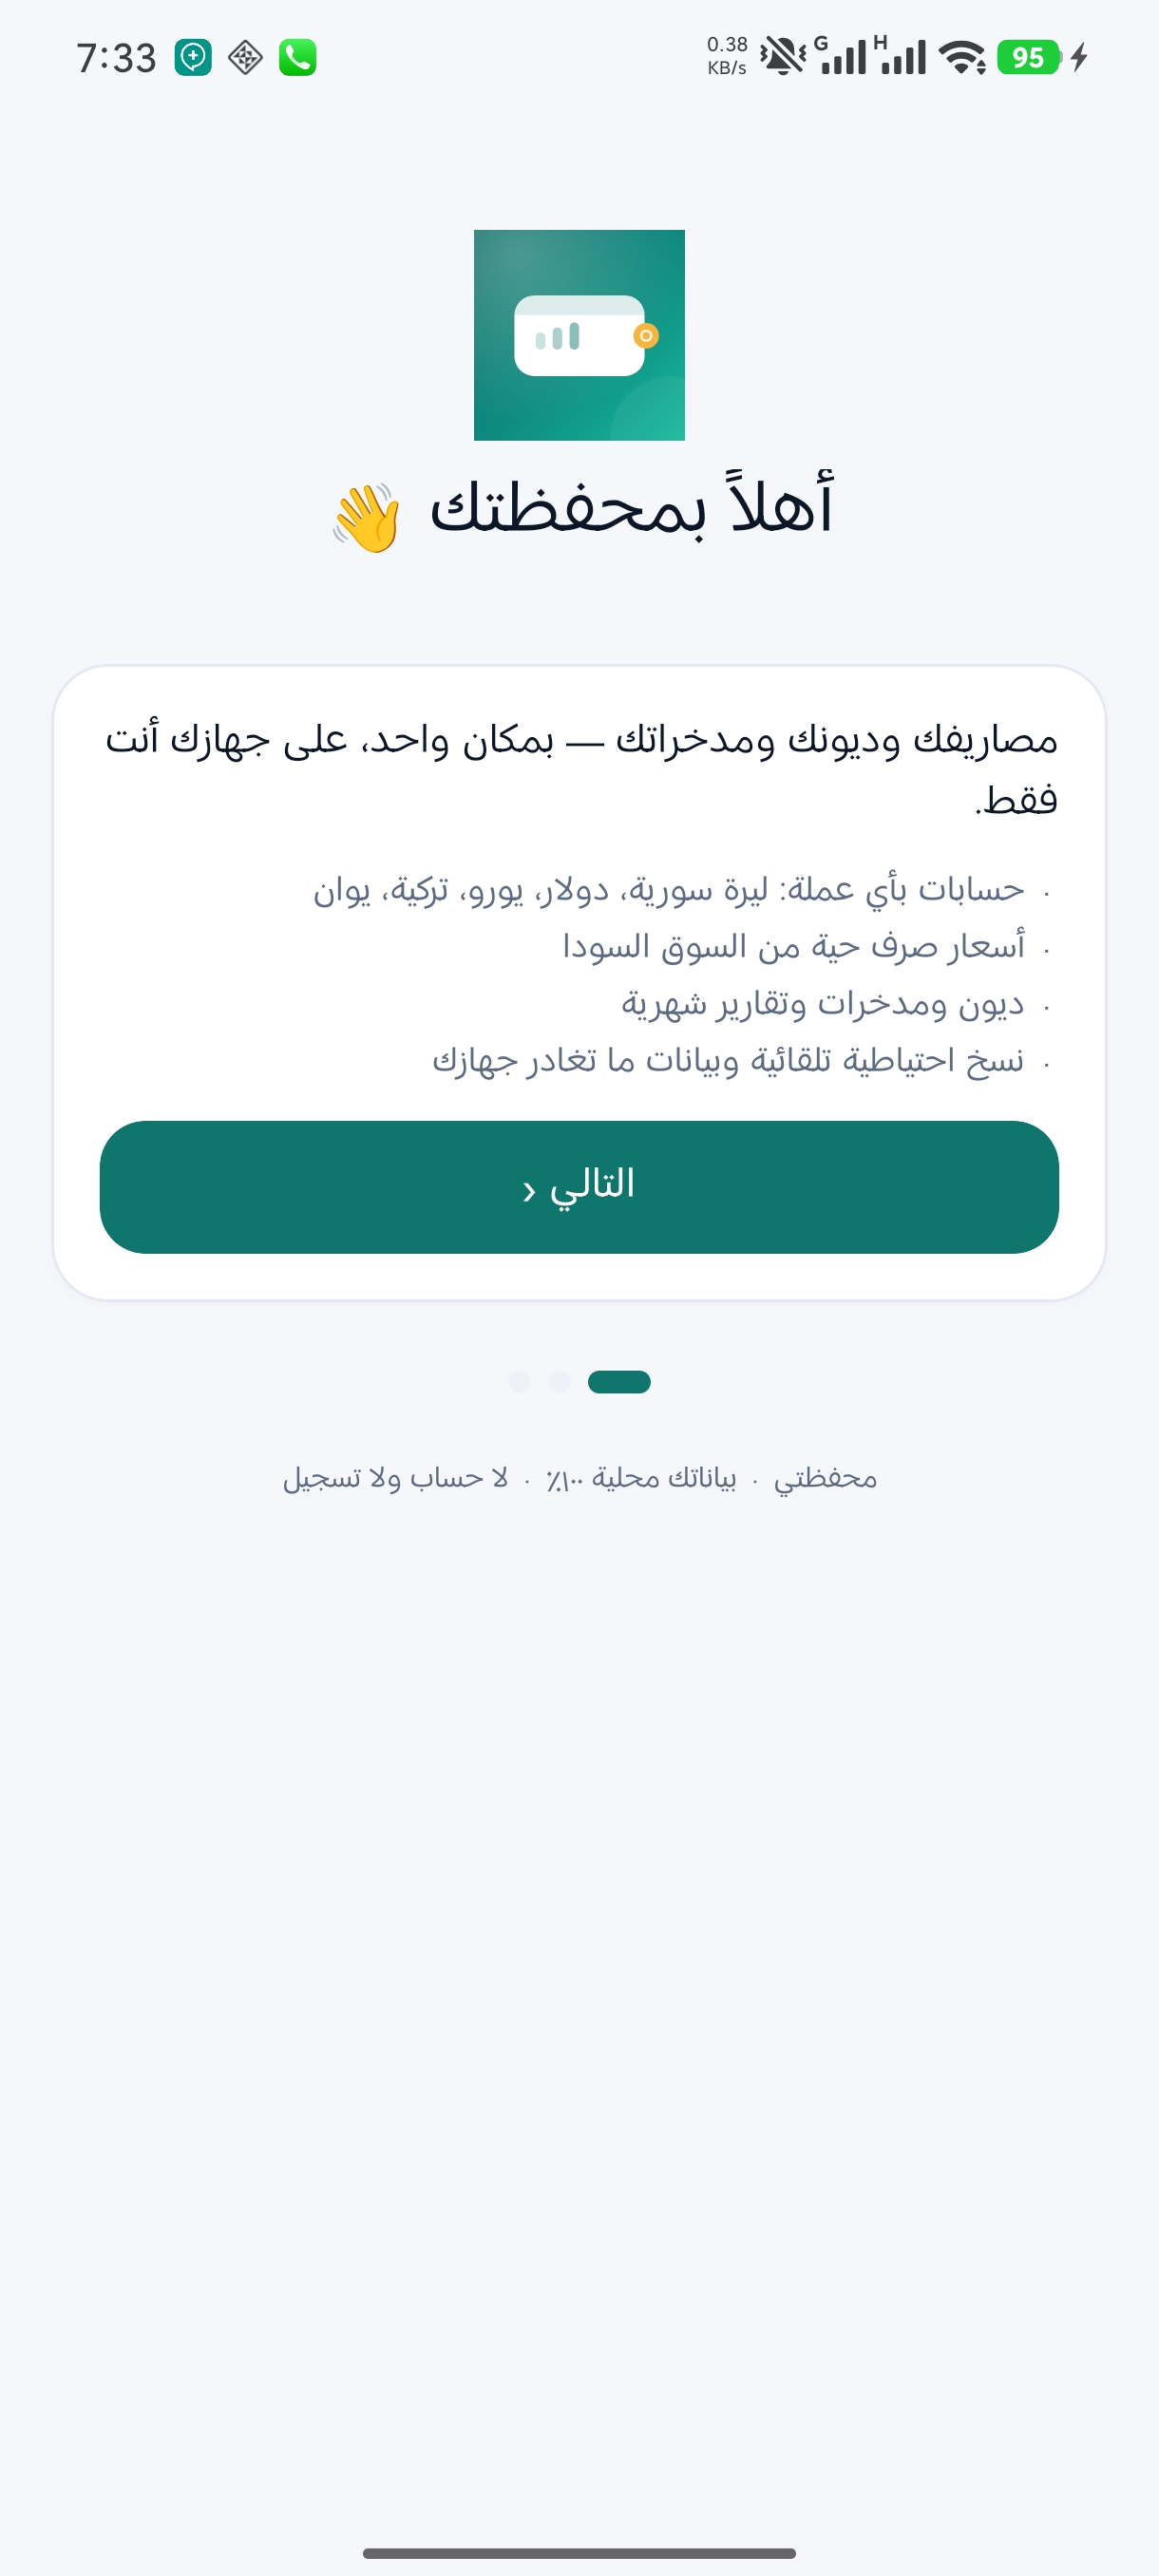 7:33
0.38 KB/s
G H 95
أهلاً بمحفظتك 👋
مصاريفك وديونك ومدخراتك — بمكان واحد، على جهازك أنت
فقط.
· حسابات بأي عملة: ليرة سورية، دولار، يورو، تركية، يوان
· أسعار صرف حية من السوق السودا
· ديون ومدخرات وتقارير شهرية
· نسخ احتياطية تلقائية وبيانات ما تغادر جهازك
التالي ‹
محفظتي · بياناتك محلية ١٠٠٪ · لا حساب ولا تسجيل